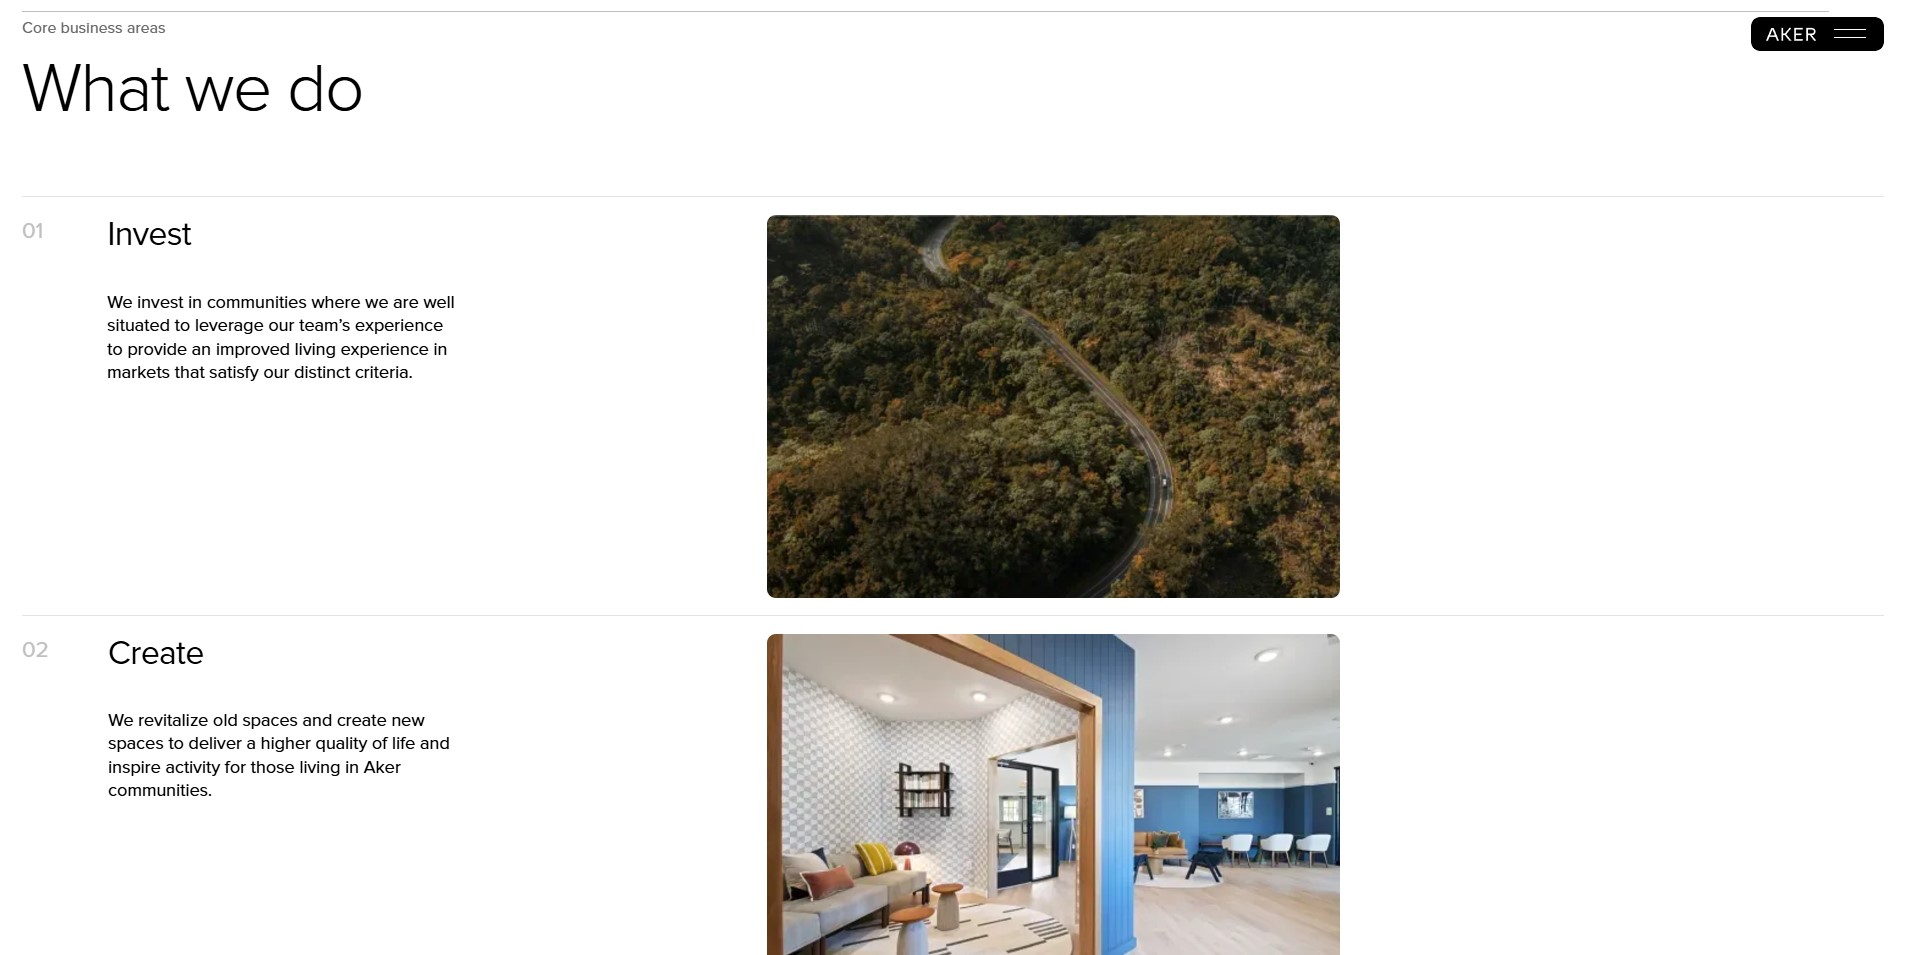 Core business areas
AKER
What we do
01
Invest
We invest in communities where we are well
situated to leverage our team’s experience
to provide an improved living experience in
markets that satisfy our distinct criteria.
02
Create
We revitalize old spaces and create new
spaces to deliver a higher quality of life and
inspire activity for those living in Aker
communities.